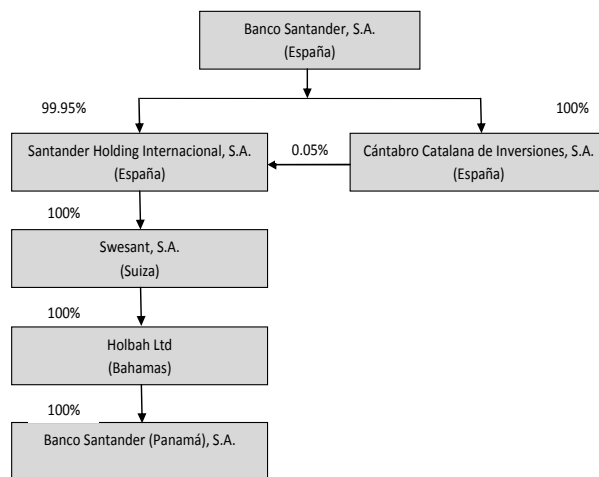 Banco Santander, S.A.
(España)
99.95%
100%
Santander Holding Internacional, S.A.
(España)
0.05%
Cántabro Catalana de Inversiones, S.A.
(España)
100%
Swesant, S.A.
(Suiza)
100%
Holbah Ltd
(Bahamas)
100%
Banco Santander (Panamá), S.A.